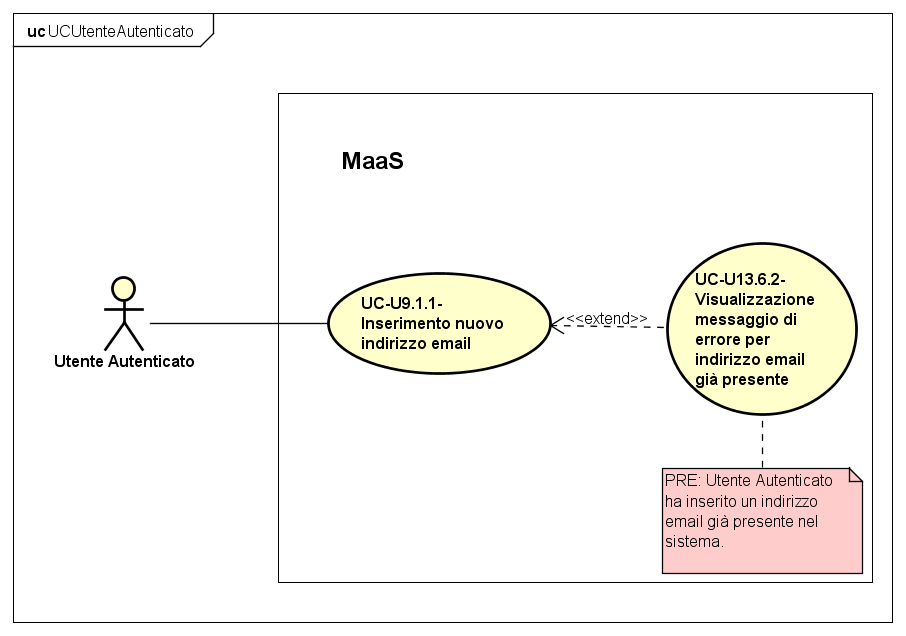 uc UCUtenteAutenticato
MaaS
Utente Autenticato
UC-U9.1.1-
Inserimento nuovo
indirizzo email
<<extend>>
UC-U13.6.2-
Visualizzazione
messaggio di
errore per
indirizzo email
già presente
PRE: Utente Autenticato
ha inserito un indirizzo
email già presente nel
sistema.